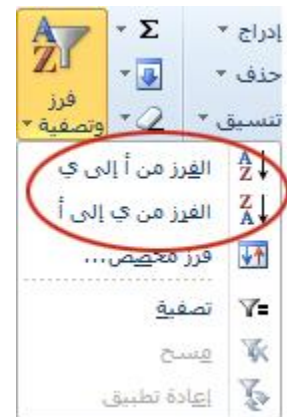 إدراج
حذف
تنسيق
Σ
فرز
وتصفية
الفرز من أ إلى ي
الفرز من ي إلى أ
فرز مخصص...
تصفية
مسح
إعادة تطبيق